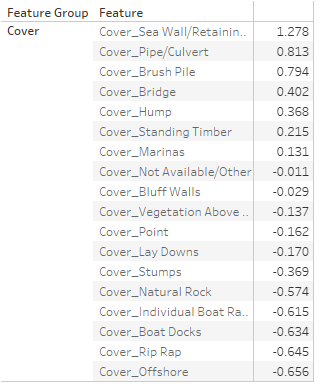 Feature Group Feature
Cover Cover_Sea Wall/Retainin.. 1.278
Cover_Pipe/Culvert 0.813
Cover_Brush Pile 0.794
Cover_Bridge 0.402
Cover_Hump 0.368
Cover_Standing Timber 0.215
Cover_Marinas 0.131
Cover_Not Available/Other -0.011
Cover_Bluff Walls -0.029
Cover_Vegetation Above .. -0.137
Cover_Point -0.162
Cover_Lay Downs -0.170
Cover_Stumps -0.369
Cover_Natural Rock -0.574
Cover_Individual Boat Ra.. -0.615
Cover_Boat Docks -0.634
Cover_Rip Rap -0.645
Cover_Offshore -0.656